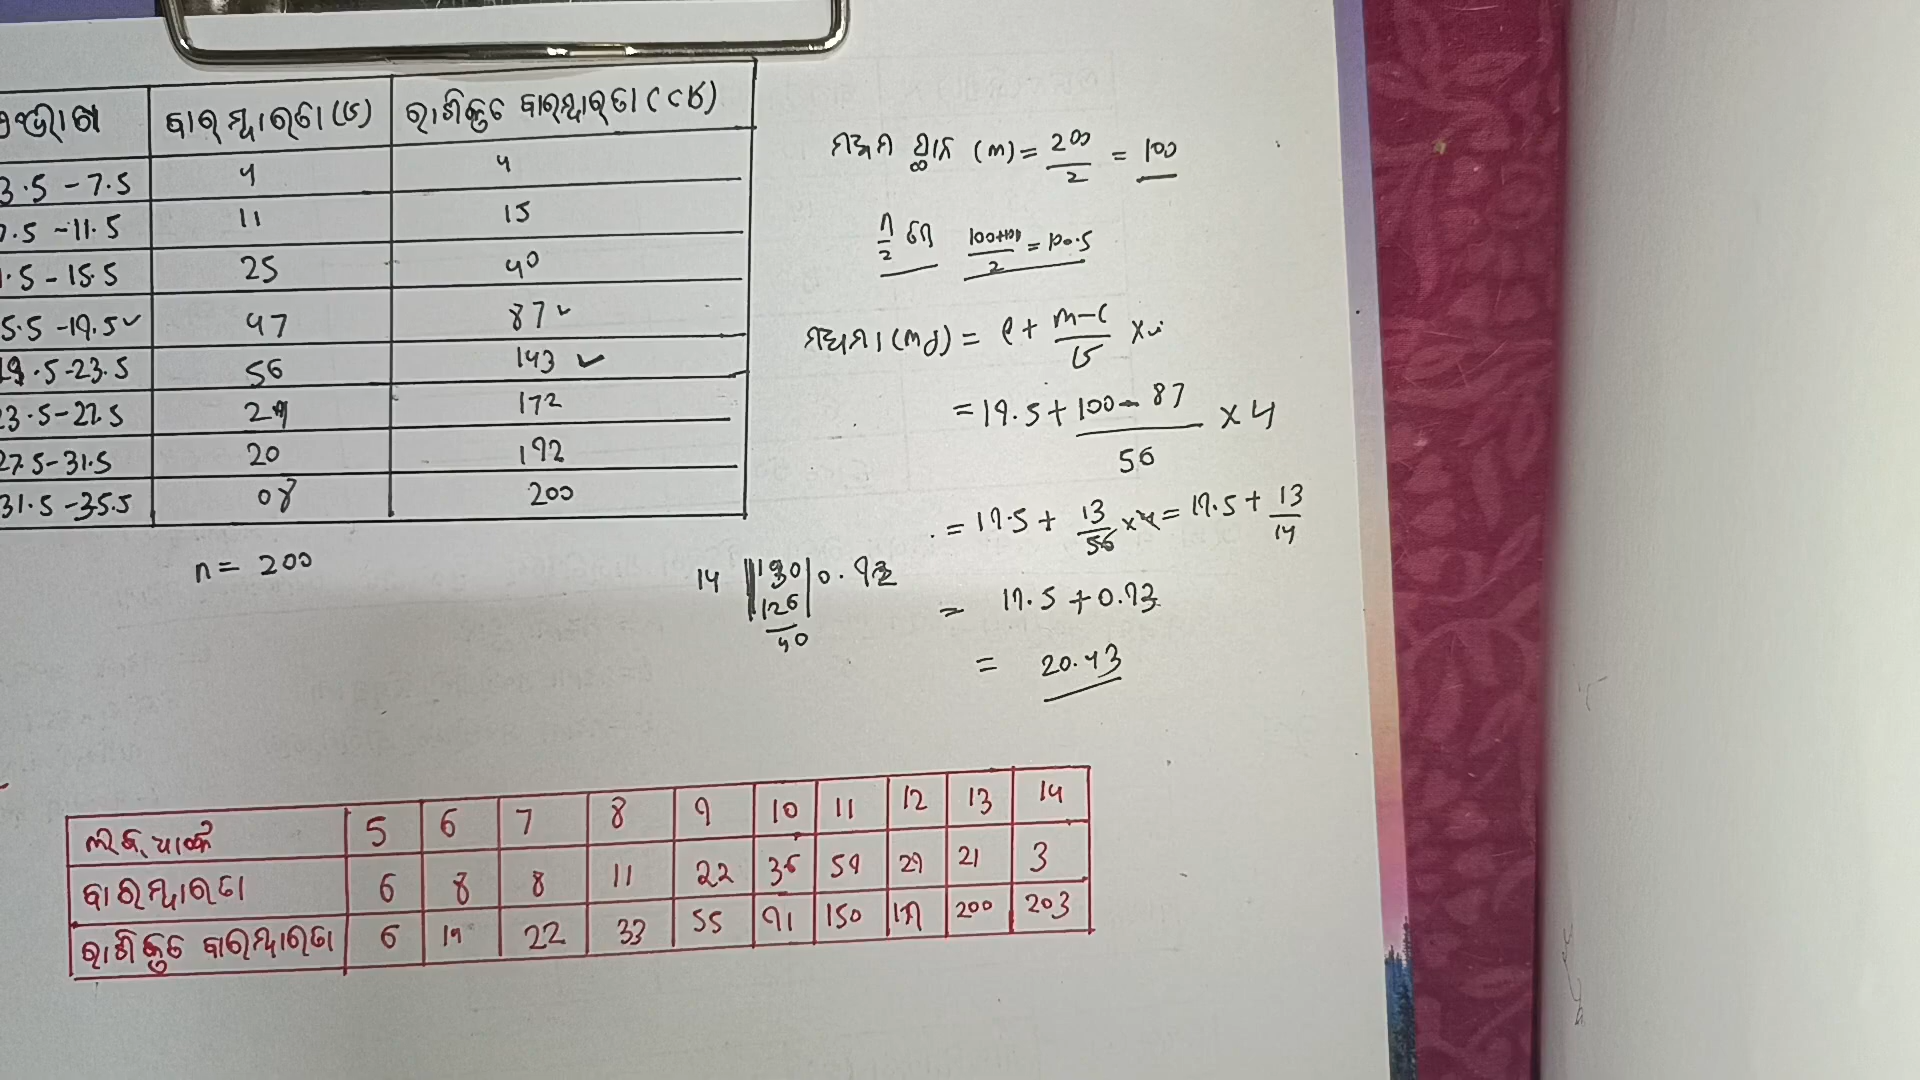 ବାରମ୍ବାରତା (f) ରାଶିକୃତ ବାରମ୍ବାରତା (cf)
3.5 - 7.5 4 4
7.5 - 11.5 11 15
.5 - 15.5 25 40
5.5 - 19.5 ✓ 47 87 ✓
19.5 - 23.5 56 143 ✓
23.5 - 27.5 29 172
27.5 - 31.5 20 192
31.5 - 35.5 08 200
n = 200
ମଧ୍ୟମ ସ୍ଥାନ (m) = 200/2 = 100
n/2 ତମ (100+101)/2 = 100.5
ମଧ୍ୟମା (md) = l + (m-c)/f × i
= 19.5 + (100 - 87)/56 × 4
= 19.5 + 13/56 × 4 = 19.5 + 13/14
14 | 130 | 0.92
126
40
= 19.5 + 0.93
= 20.43
ଲବ୍ଧାଙ୍କ 5 6 7 8 9 10 11 12 13 14
ବାରମ୍ବାରତା 6 8 8 11 22 36 59 29 21 3
ରାଶିକୃତ ବାରମ୍ବାରତା 6 14 22 33 55 91 150 179 200 203